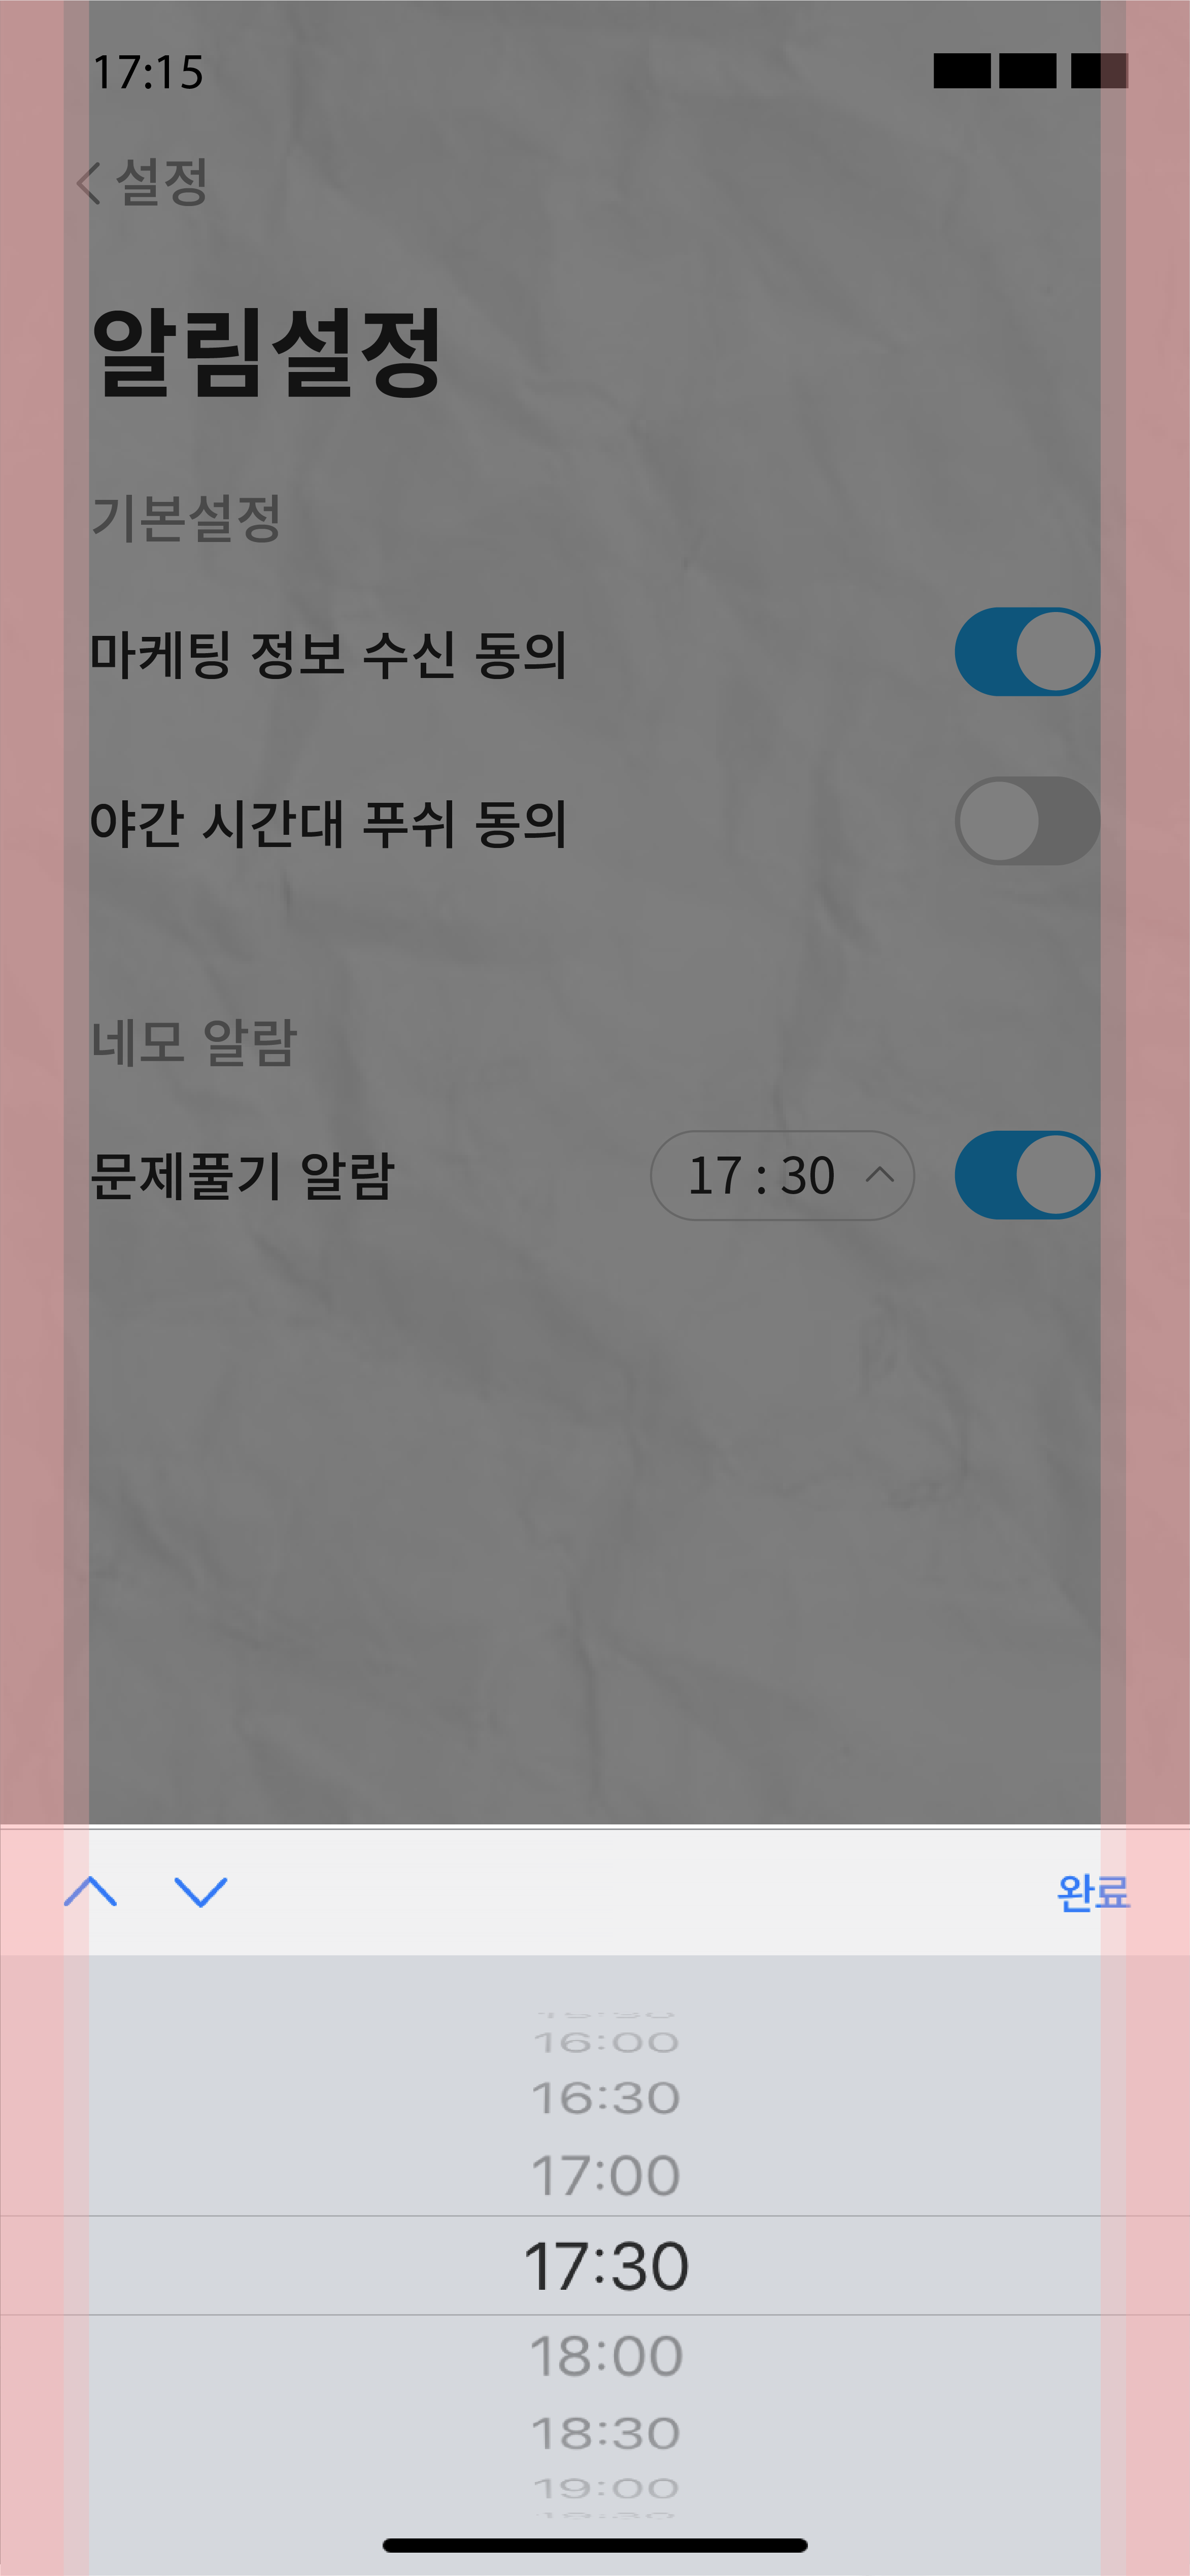 17:15
설정
알림설정
기본설정
마케팅 정보 수신 동의
야간 시간대 푸쉬 동의
네모 알람
문제풀기 알람 17 : 30
완료
16:00
16:30
17:00
17:30
18:00
18:30
19:00